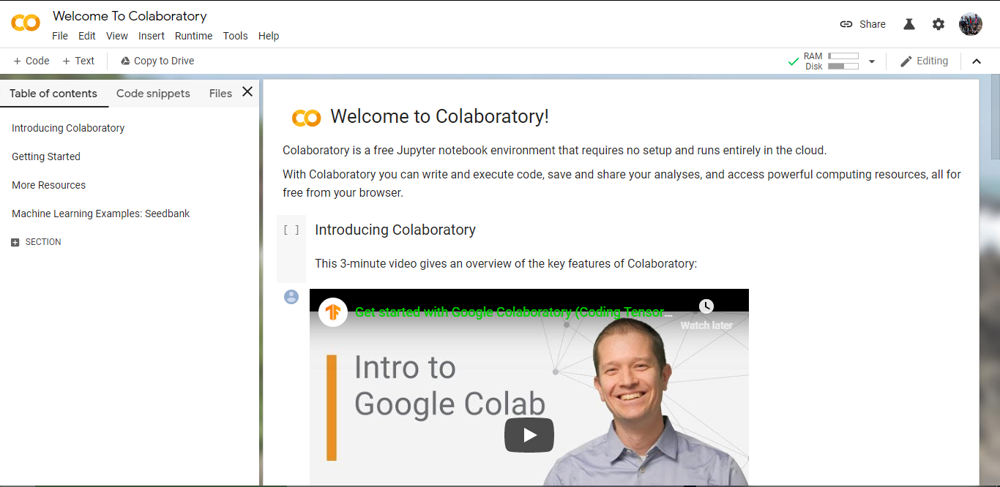 Welcome To Colaboratory
File Edit View Insert Runtime Tools Help
Share
+ Code + Text Copy to Drive
RAM
Disk
Editing
Table of contents Code snippets Files
Introducing Colaboratory
Getting Started
More Resources
Machine Learning Examples: Seedbank
SECTION
Welcome to Colaboratory!
Colaboratory is a free Jupyter notebook environment that requires no setup and runs entirely in the cloud.
With Colaboratory you can write and execute code, save and share your analyses, and access powerful computing resources, all for
free from your browser.
[ ] Introducing Colaboratory
This 3-minute video gives an overview of the key features of Colaboratory:
Get started with Google Colaboratory (Coding Tensor...
Watch later
Intro to
Google Colab